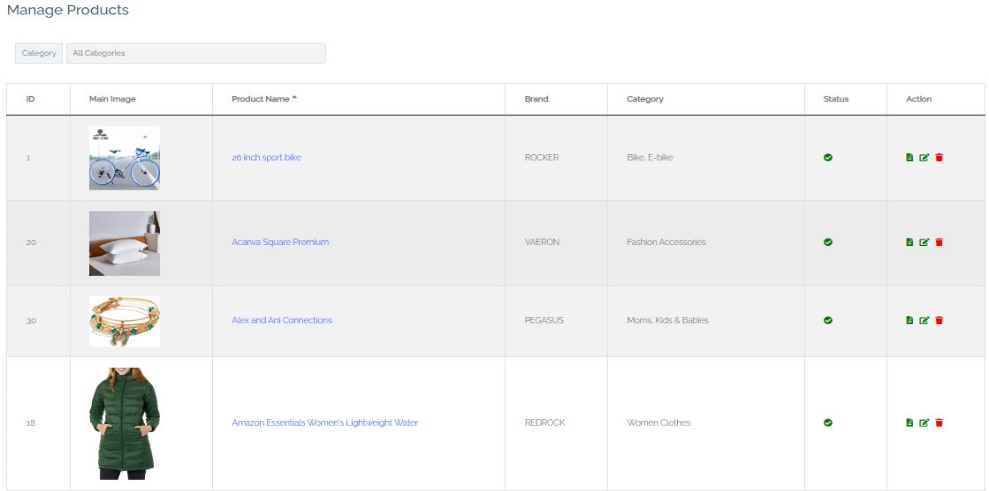 Manage Products
Category All Categories
ID Main Image Product Name Brand Category Status Action
1 26 inch sport bike ROCKER Bike, E-bike
20 Acanva Square Premium VAERON Fashion Accessories
30 Alex and Ani Connections PEGASUS Moms, Kids & Babies
18 Amazon Essentials Women's Lightweight Water REDROCK Women Clothes